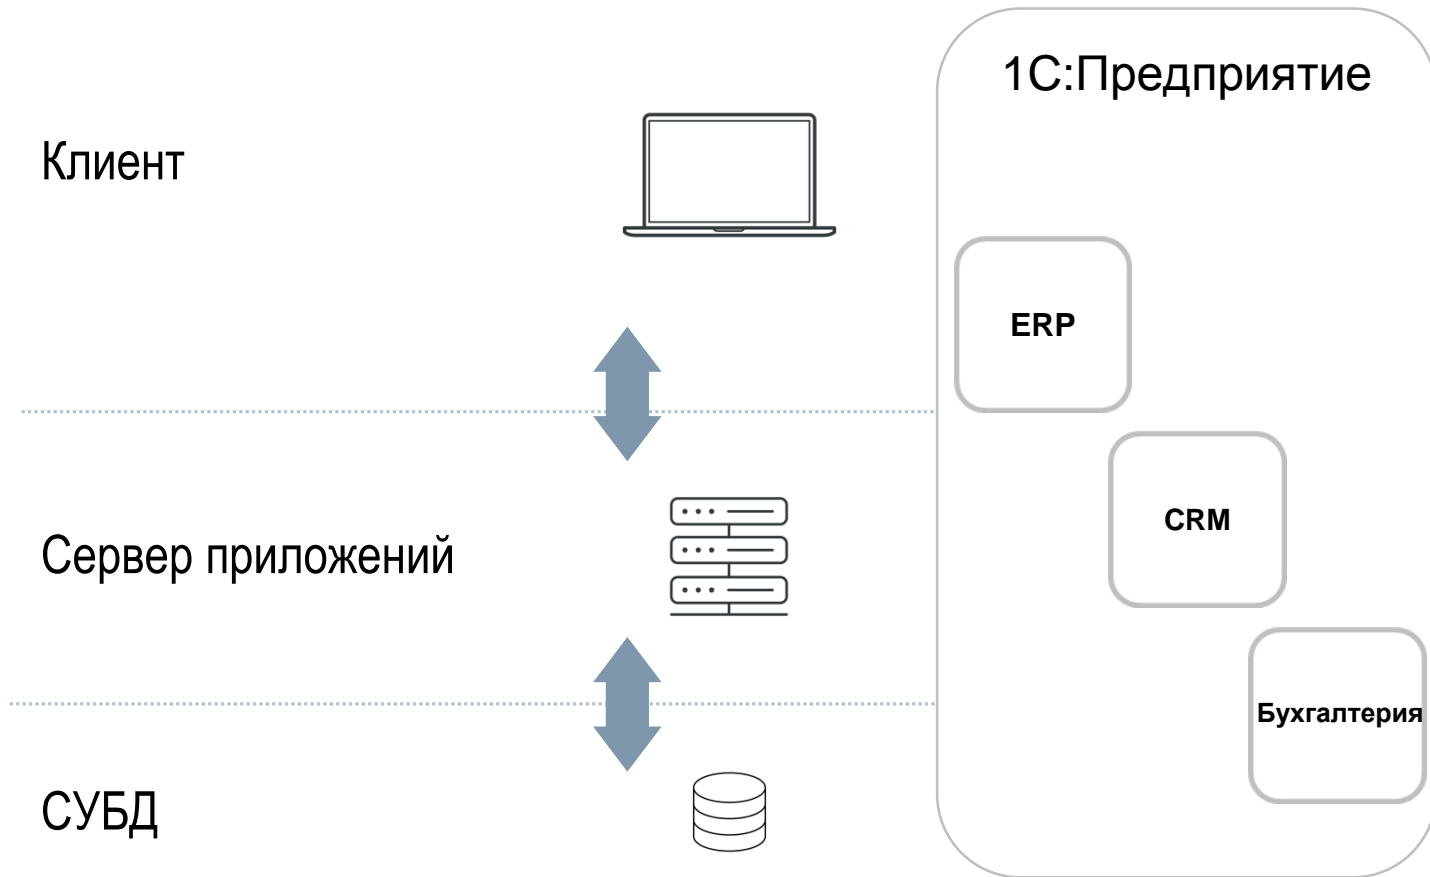 1С:Предприятие
Клиент
ERP
CRM
Сервер приложений
Бухгалтерия
СУБД